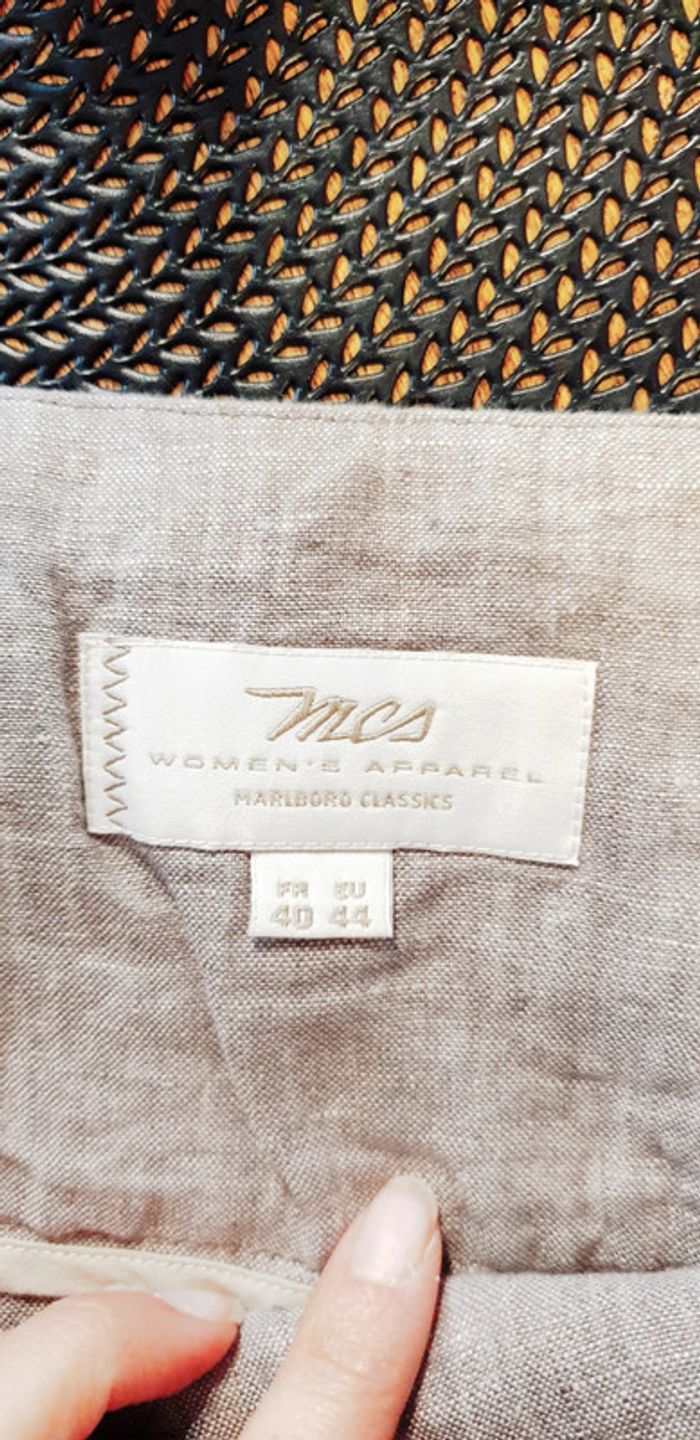 mcs
WOMEN'S APPAREL
MARLBORO CLASSICS
FR EU
40 44